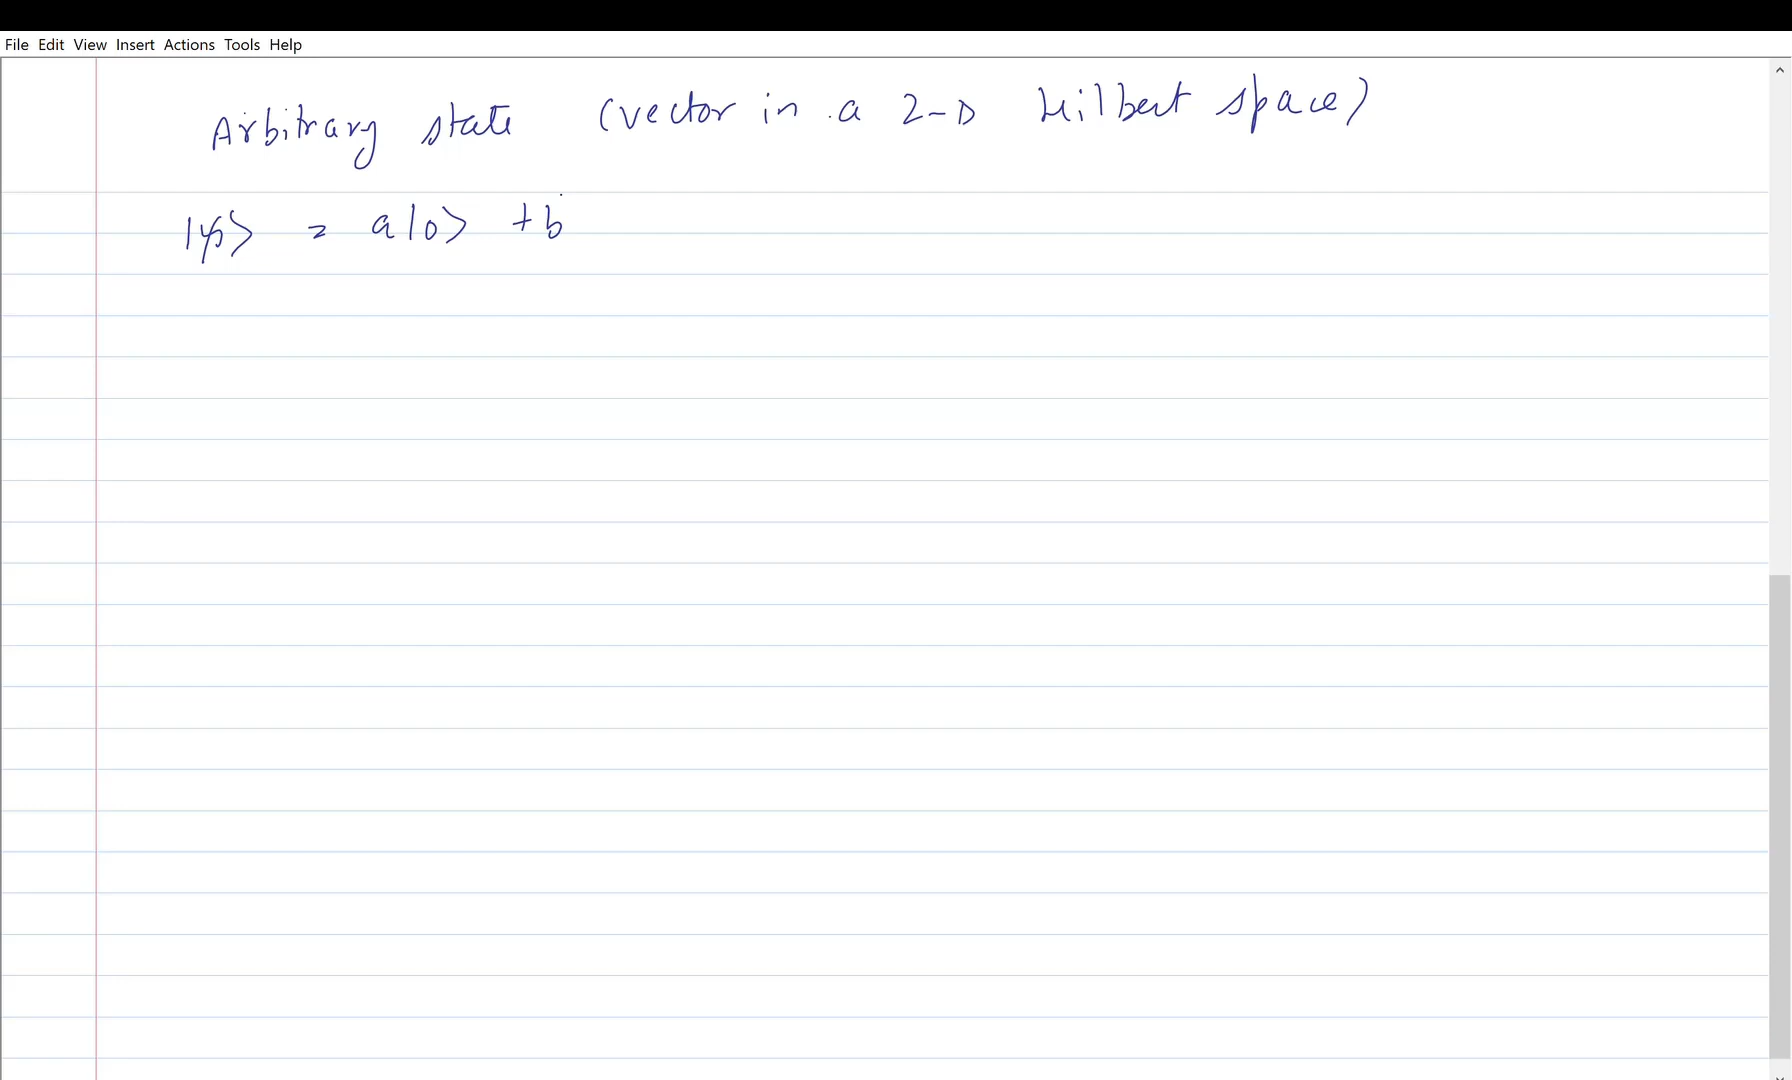 File Edit View Insert Actions Tools Help
Arbitrary state (vector in a 2-D Hilbert space)
|ψ⟩ = a|0⟩ + b